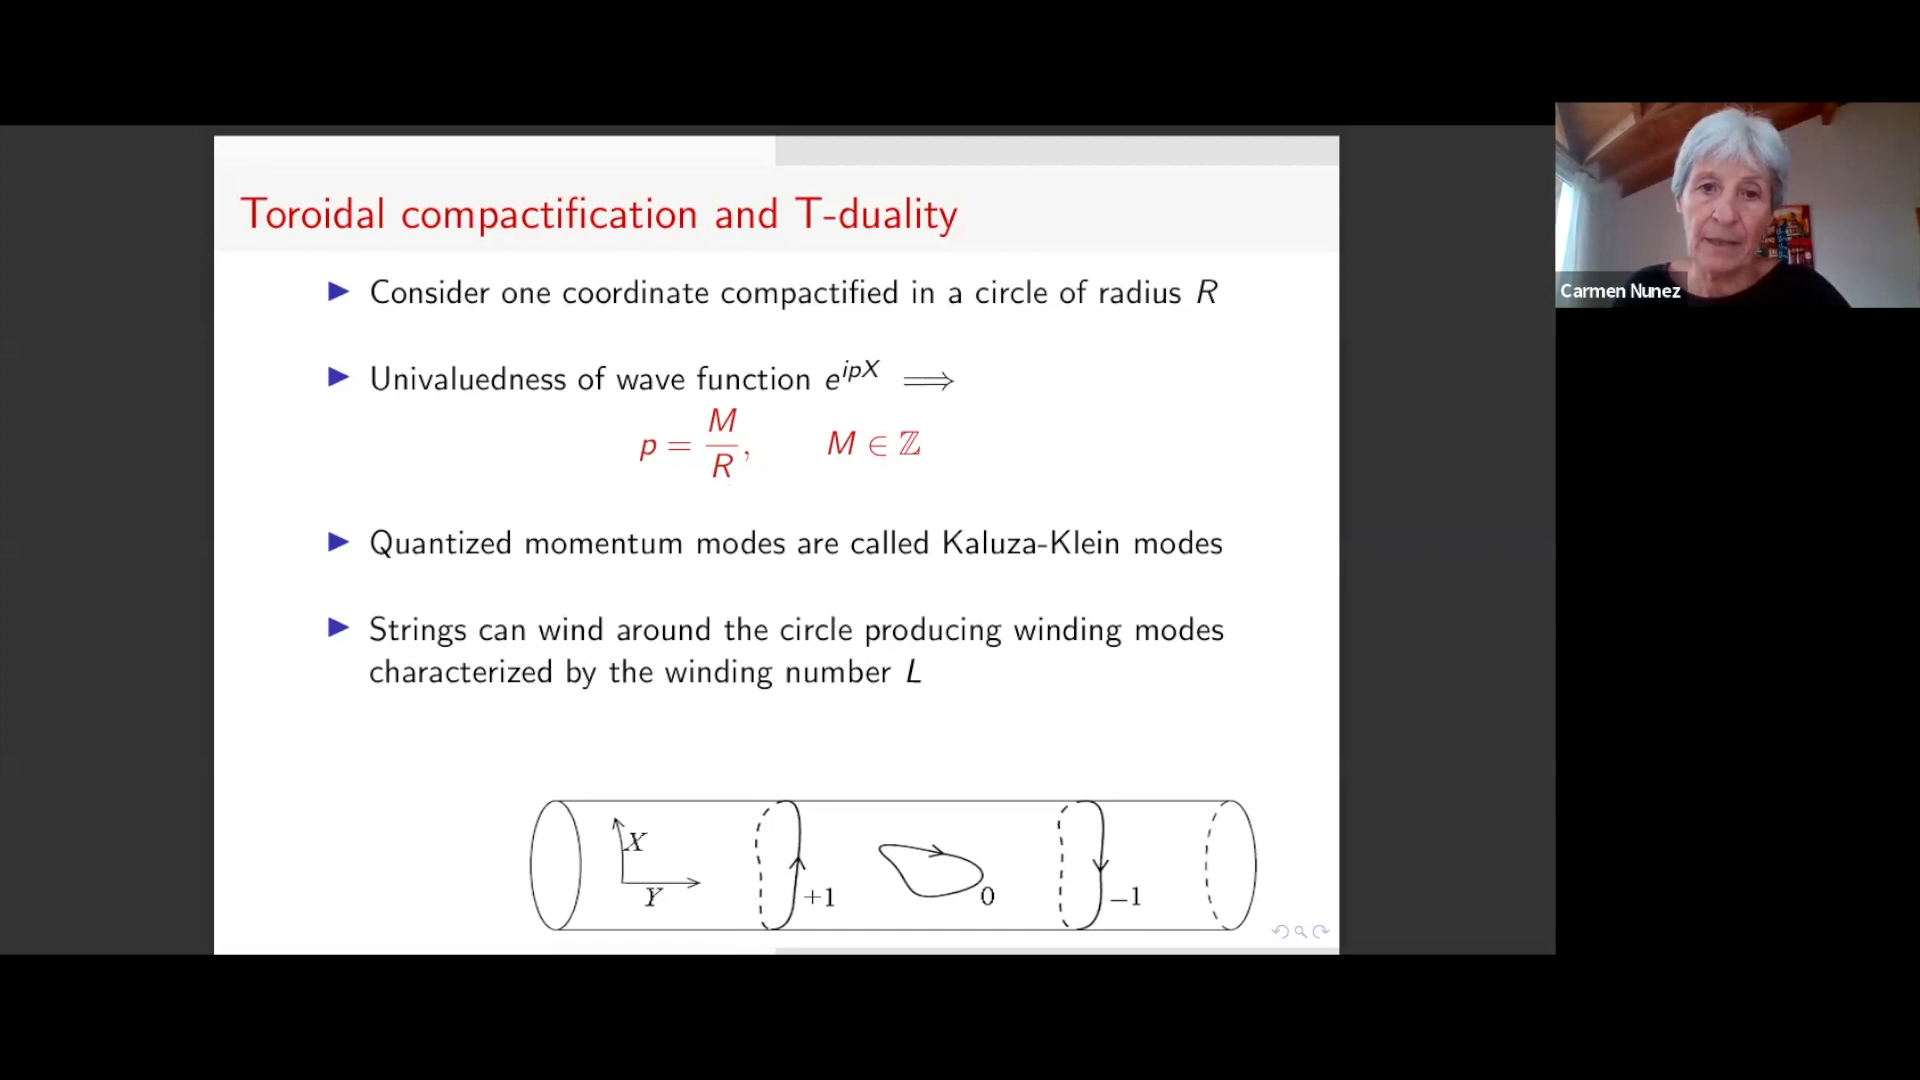 Toroidal compactification and T-duality
▶ Consider one coordinate compactified in a circle of radius R
▶ Univaluedness of wave function e^{ipX} ⟹
p = M/R, M ∈ ℤ
▶ Quantized momentum modes are called Kaluza-Klein modes
▶ Strings can wind around the circle producing winding modes
characterized by the winding number L
X
Y
+1
0
−1
Carmen Nunez